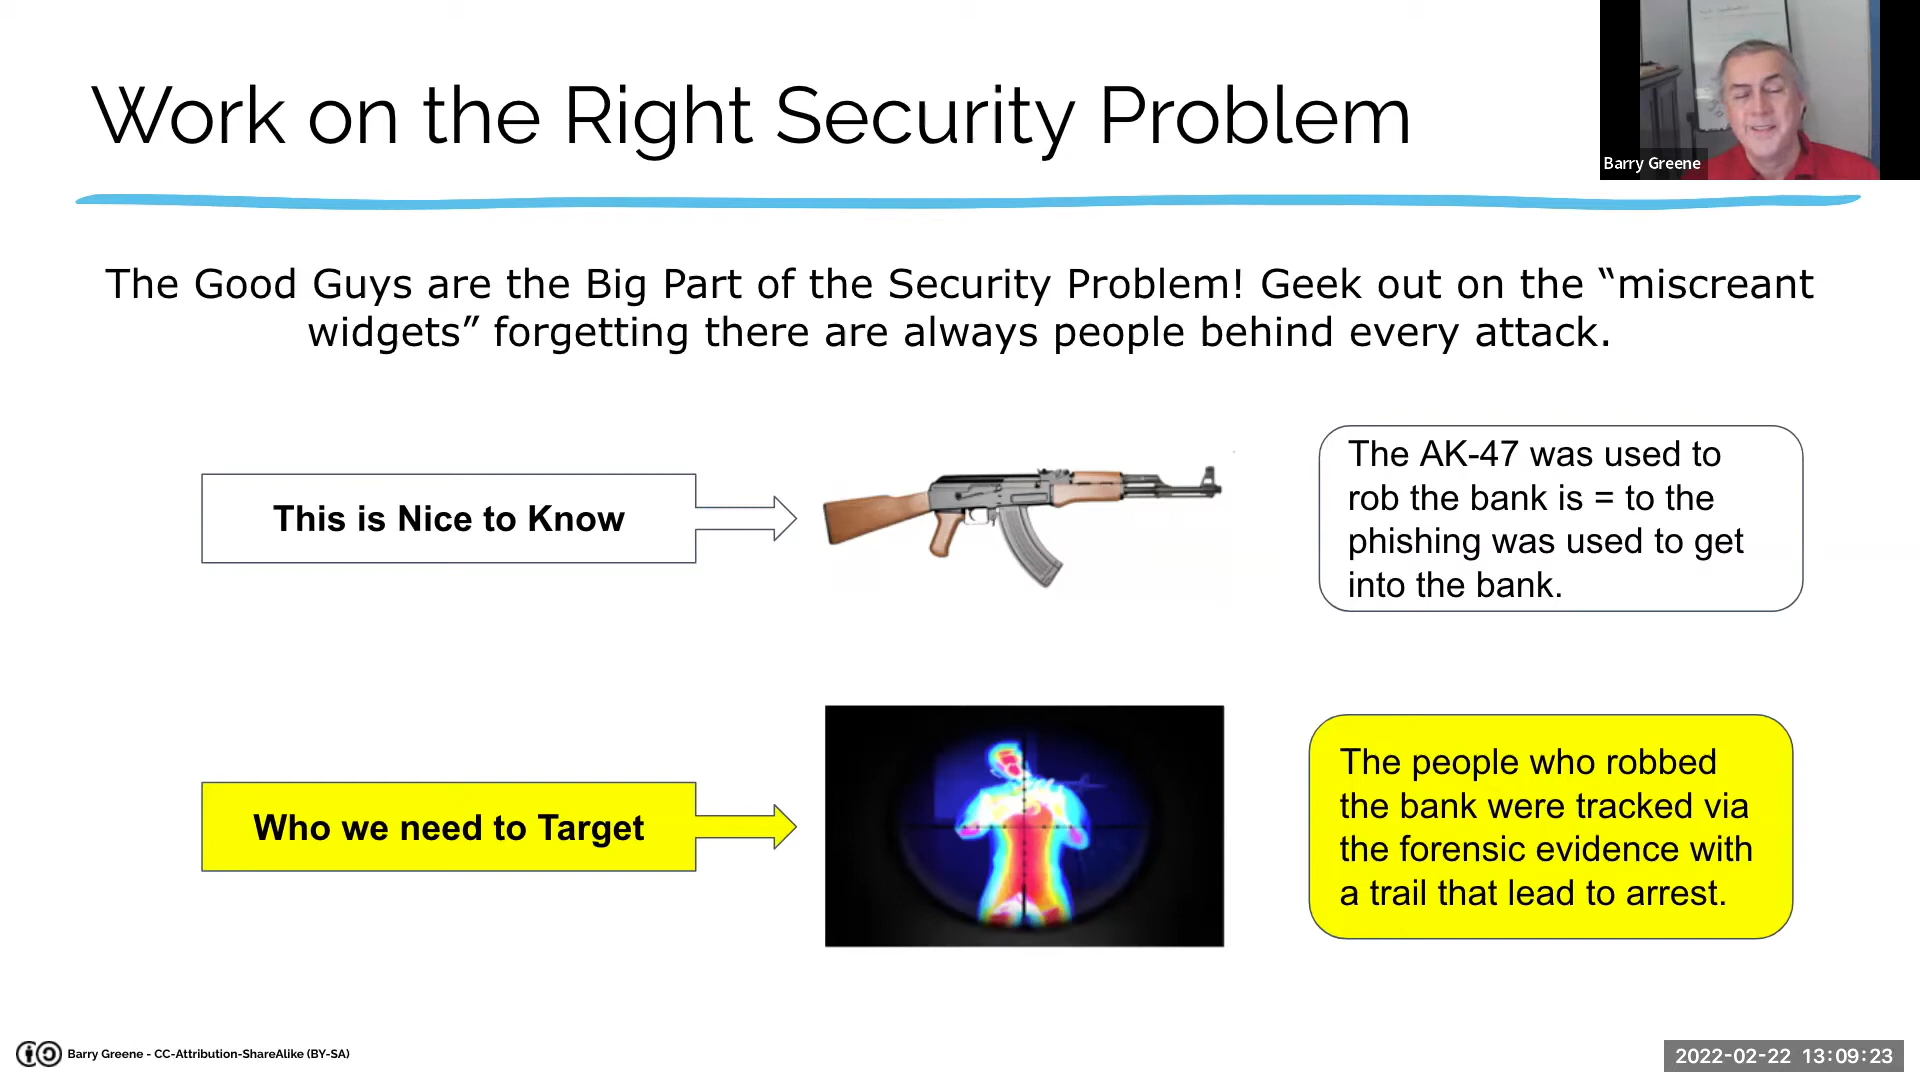 Work on the Right Security Problem
Barry Greene
The Good Guys are the Big Part of the Security Problem! Geek out on the “miscreant
widgets” forgetting there are always people behind every attack.
This is Nice to Know
The AK-47 was used to
rob the bank is = to the
phishing was used to get
into the bank.
Who we need to Target
The people who robbed
the bank were tracked via
the forensic evidence with
a trail that lead to arrest.
Barry Greene - CC-Attribution-ShareAlike (BY-SA)
2022-02-22 13:09:23